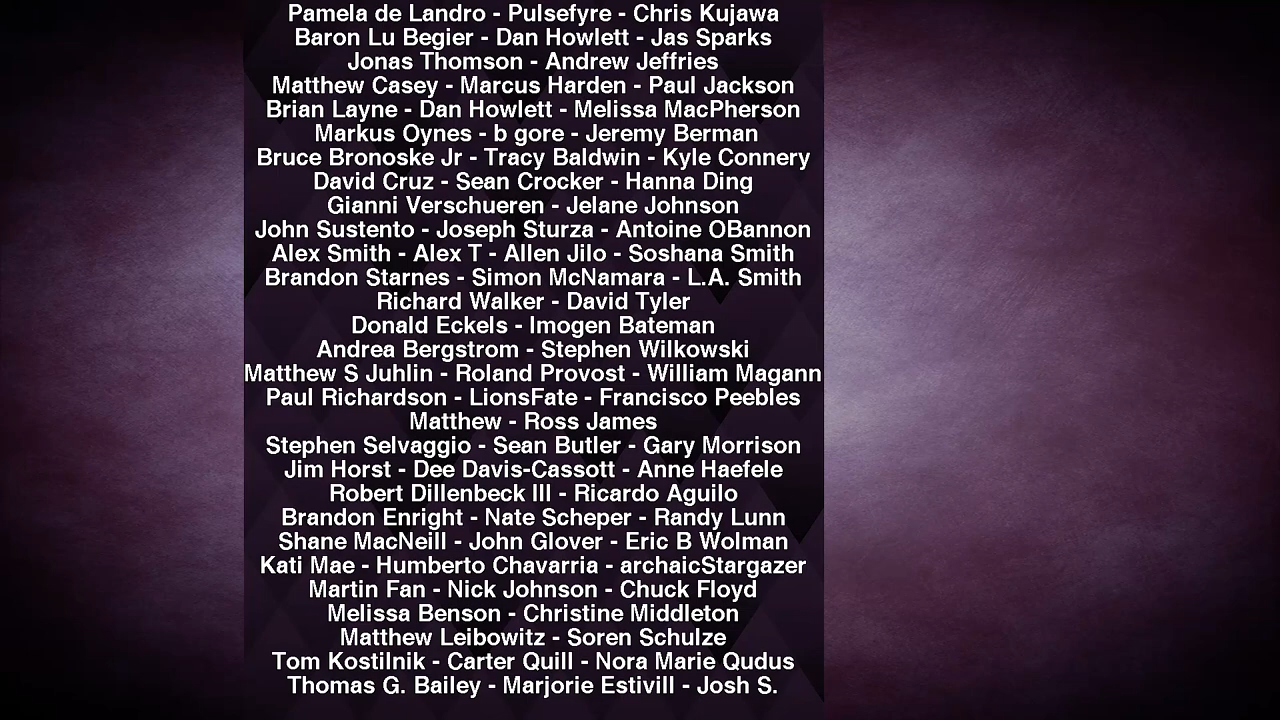 Pamela de Landro - Pulsefyre - Chris Kujawa
Baron Lu Begier - Dan Howlett - Jas Sparks
Jonas Thomson - Andrew Jeffries
Matthew Casey - Marcus Harden - Paul Jackson
Brian Layne - Dan Howlett - Melissa MacPherson
Markus Oynes - b gore - Jeremy Berman
Bruce Bronoske Jr - Tracy Baldwin - Kyle Connery
David Cruz - Sean Crocker - Hanna Ding
Gianni Verschueren - Jelane Johnson
John Sustento - Joseph Sturza - Antoine OBannon
Alex Smith - Alex T - Allen Jilo - Soshana Smith
Brandon Starnes - Simon McNamara - L.A. Smith
Richard Walker - David Tyler
Donald Eckels - Imogen Bateman
Andrea Bergstrom - Stephen Wilkowski
Matthew S Juhlin - Roland Provost - William Magann
Paul Richardson - LionsFate - Francisco Peebles
Matthew - Ross James
Stephen Selvaggio - Sean Butler - Gary Morrison
Jim Horst - Dee Davis-Cassott - Anne Haefele
Robert Dillenbeck III - Ricardo Aguilo
Brandon Enright - Nate Scheper - Randy Lunn
Shane MacNeill - John Glover - Eric B Wolman
Kati Mae - Humberto Chavarria - archaicStargazer
Martin Fan - Nick Johnson - Chuck Floyd
Melissa Benson - Christine Middleton
Matthew Leibowitz - Soren Schulze
Tom Kostilnik - Carter Quill - Nora Marie Qudus
Thomas G. Bailey - Marjorie Estivill - Josh S.